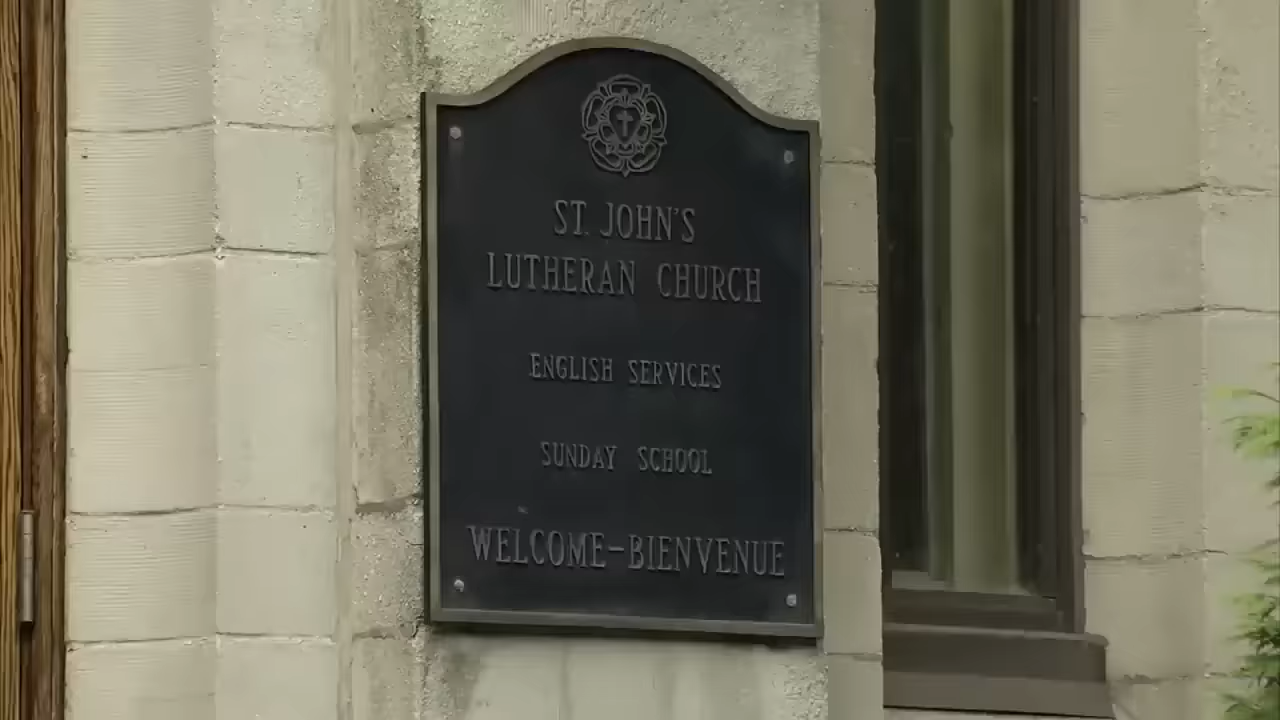 ST. JOHN'S
LUTHERAN CHURCH
ENGLISH SERVICES
SUNDAY SCHOOL
WELCOME-BIENVENUE